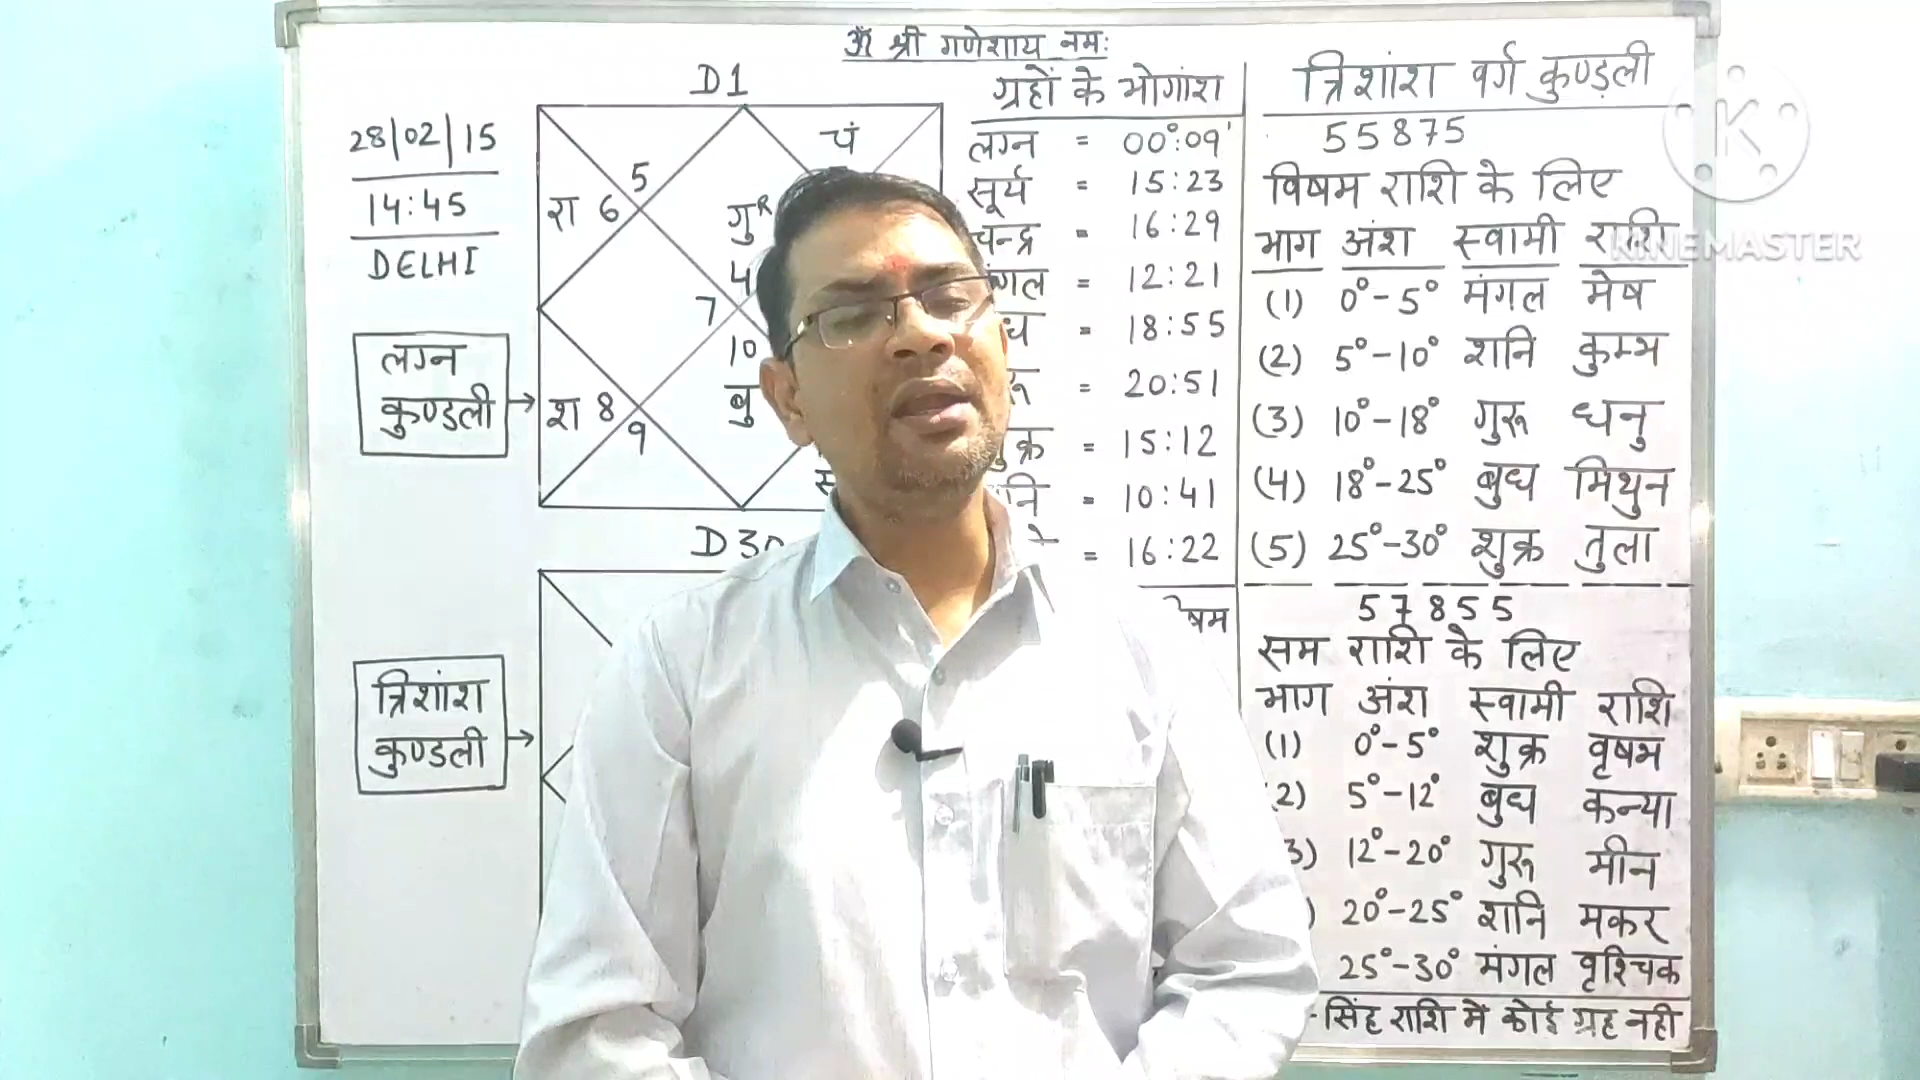 ॐ श्री गणेशाय नमः
D1
28/02/15
14:45
DELHI
लग्न
कुण्डली
चं
5
रा 6
गुR
4
7
10
बु
श 8
9
D30
त्रिशांश
कुण्डली
ग्रहों के भोगांश
लग्न = 00°:09'
सूर्य = 15:23
चन्द्र = 16:29
= 12:21
= 18:55
= 20:51
= 15:12
= 10:41
= 16:22
त्रिशांश वर्ग कुण्ड़ली
55875
विषम राशि के लिए
भाग अंश स्वामी राशि
(1) 0°-5° मंगल मेष
(2) 5°-10° शनि कुम्भ
(3) 10°-18° गुरू धनु
(4) 18°-25° बुध मिथुन
(5) 25°-30° शुक्र तुला
57855
सम राशि के लिए
भाग अंश स्वामी राशि
(1) 0°-5° शुक्र वृषभ
2) 5°-12° बुध कन्या
3) 12°-20° गुरू मीन
) 20°-25° शनि मकर
25°-30° मंगल वृश्चिक
-सिंह राशि में कोई ग्रह नही
K
KINEMASTER